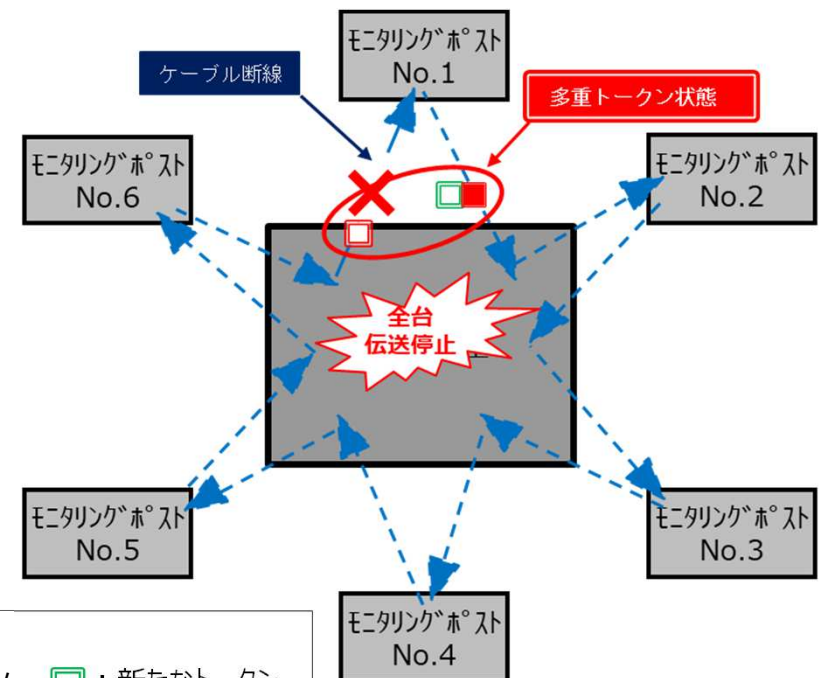 モニタリングポスト
No.1
ケーブル断線
多重トークン状態
モニタリングポスト
No.6
モニタリングポスト
No.2
全台
伝送停止
モニタリングポスト
No.5
モニタリングポスト
No.3
モニタリングポスト
No.4
:新たなトークン